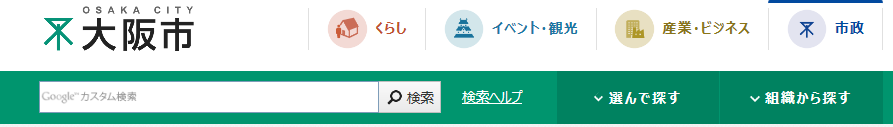 OSAKA CITY
大阪市
くらし
イベント・観光
産業・ビジネス
市政
Google カスタム検索
検索
検索ヘルプ
選んで探す
組織から探す